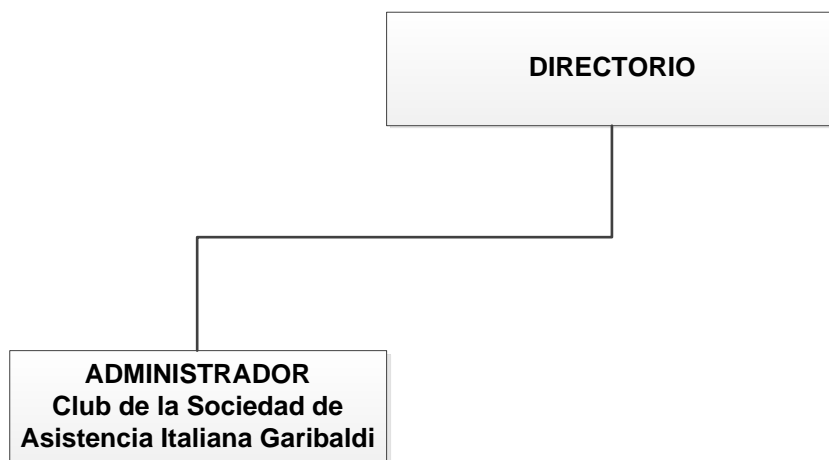 DIRECTORIO
ADMINISTRADOR
Club de la Sociedad de
Asistencia Italiana Garibaldi